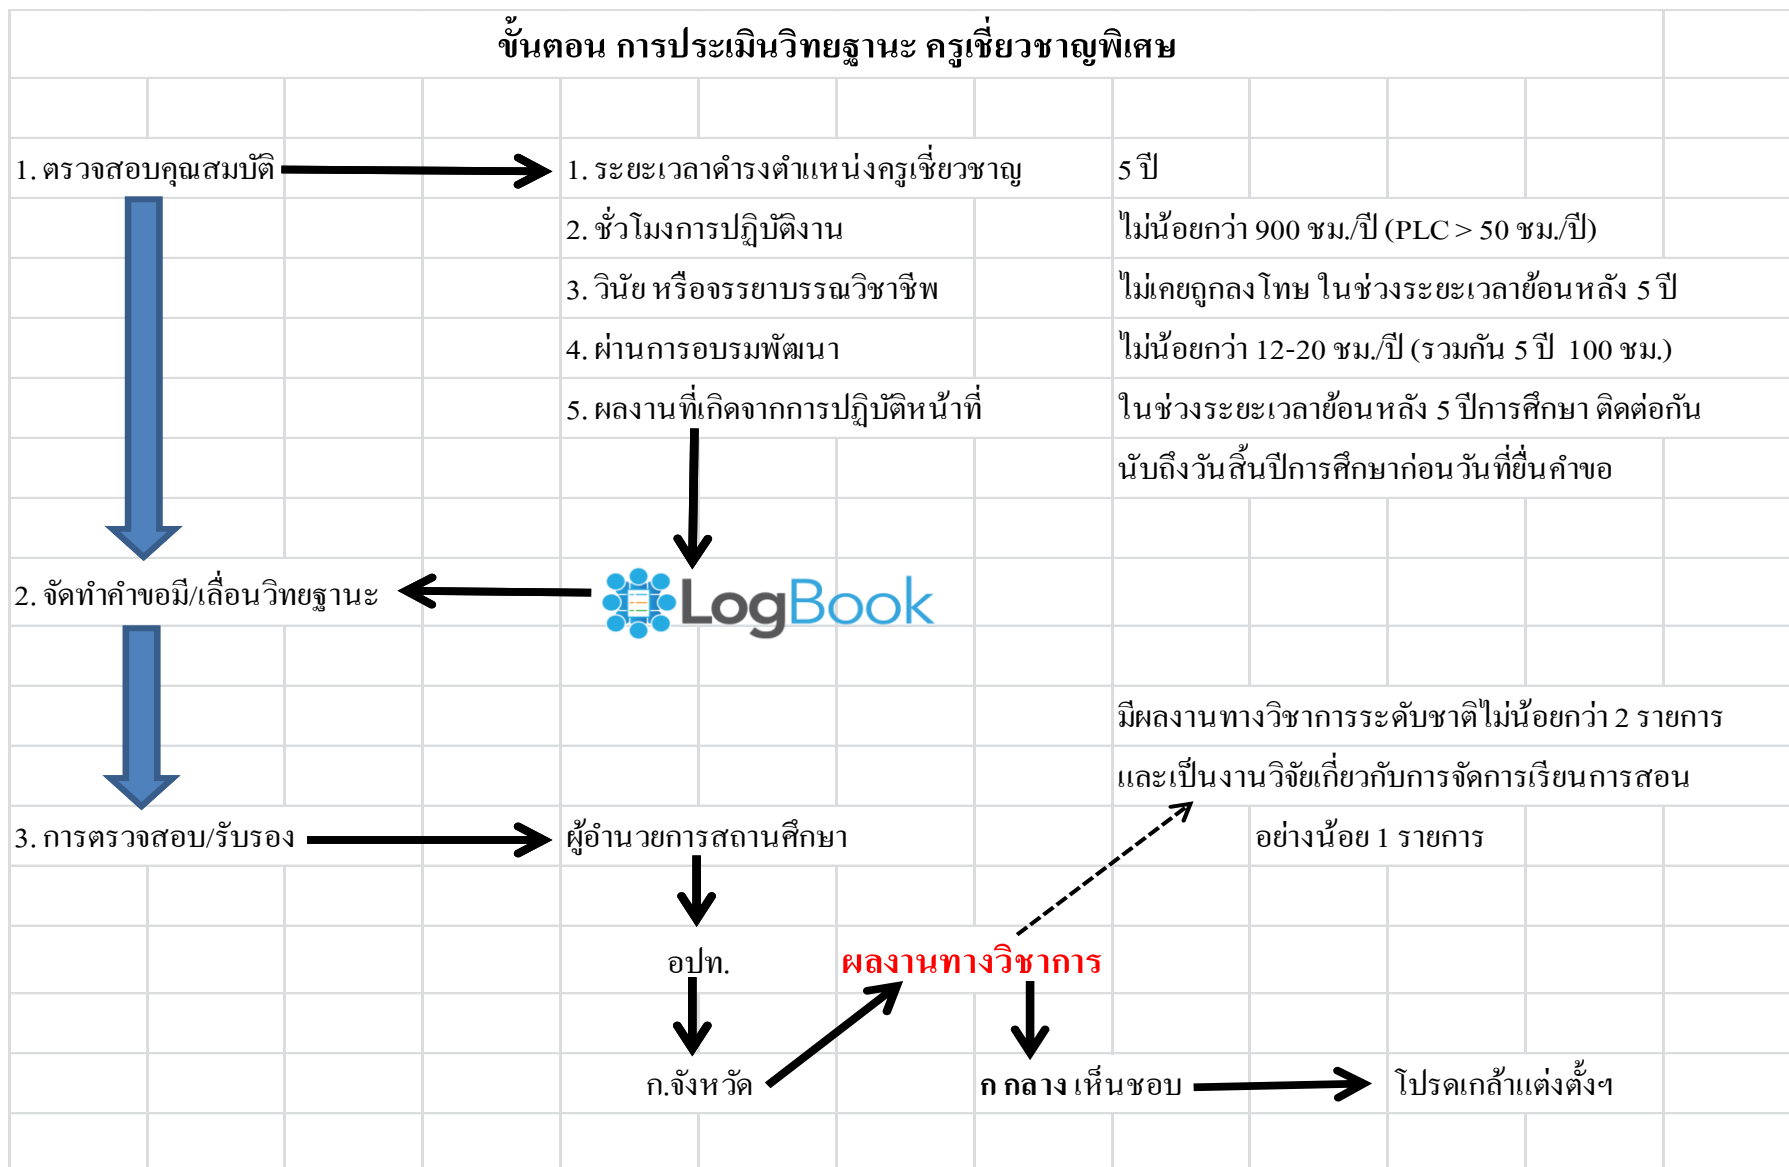 ขั้นตอน การประเมินวิทยฐานะ ครูเชี่ยวชาญพิเศษ
1. ตรวจสอบคุณสมบัติ 1. ระยะเวลาดำรงตำแหน่งครูเชี่ยวชาญ 5 ปี
2. ชั่วโมงการปฏิบัติงาน ไม่น้อยกว่า 900 ชม./ปี (PLC > 50 ชม./ปี)
3. วินัย หรือจรรยาบรรณวิชาชีพ ไม่เคยถูกลงโทษ ในช่วงระยะเวลาย้อนหลัง 5 ปี
4. ผ่านการอบรมพัฒนา ไม่น้อยกว่า 12-20 ชม./ปี (รวมกัน 5 ปี 100 ชม.)
5. ผลงานที่เกิดจากการปฏิบัติหน้าที่ ในช่วงระยะเวลาย้อนหลัง 5 ปีการศึกษา ติดต่อกัน
นับถึงวันสิ้นปีการศึกษาก่อนวันที่ยื่นคำขอ
2. จัดทำคำขอมี/เลื่อนวิทยฐานะ LogBook
มีผลงานทางวิชาการระดับชาติไม่น้อยกว่า 2 รายการ
และเป็นงานวิจัยเกี่ยวกับการจัดการเรียนการสอน
3. การตรวจสอบ/รับรอง ผู้อำนวยการสถานศึกษา อย่างน้อย 1 รายการ
อปท. ผลงานทางวิชาการ
ก.จังหวัด ก กลาง เห็นชอบ โปรดเกล้าแต่งตั้งฯ